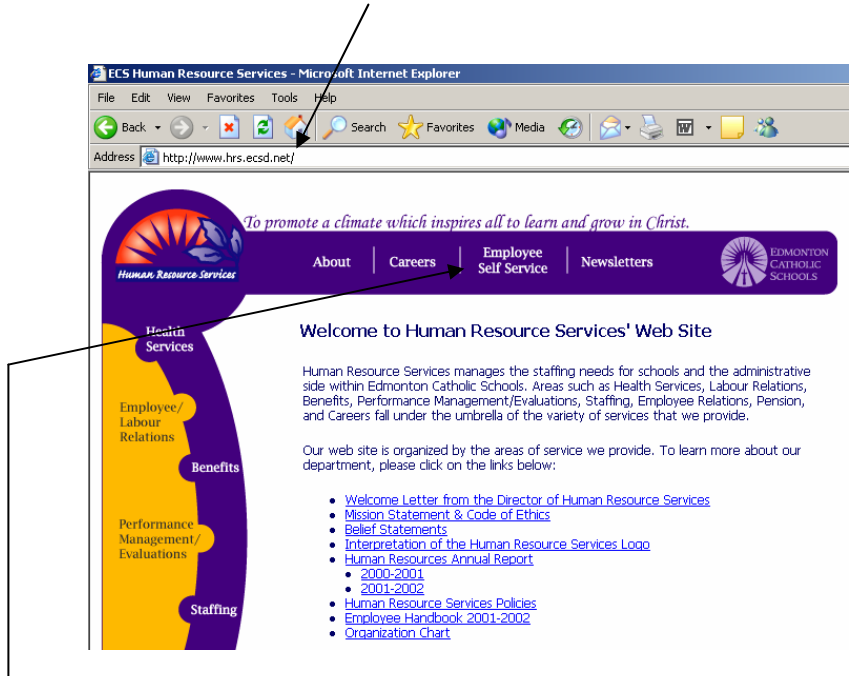 ECS Human Resource Services - Microsoft Internet Explorer
File Edit View Favorites Tools Help
Back Search Favorites Media
Address http://www.hrs.ecsd.net/
To promote a climate which inspires all to learn and grow in Christ.
Human Resource Services
About Careers Employee Self Service Newsletters
EDMONTON
CATHOLIC
SCHOOLS
Health
Services
Employee/
Labour
Relations
Benefits
Performance
Management/
Evaluations
Staffing
Welcome to Human Resource Services' Web Site
Human Resource Services manages the staffing needs for schools and the administrative
side within Edmonton Catholic Schools. Areas such as Health Services, Labour Relations,
Benefits, Performance Management/Evaluations, Staffing, Employee Relations, Pension,
and Careers fall under the umbrella of the variety of services that we provide.
Our web site is organized by the areas of service we provide. To learn more about our
department, please click on the links below:
Welcome Letter from the Director of Human Resource Services
Mission Statement & Code of Ethics
Belief Statements
Interpretation of the Human Resource Services Logo
Human Resources Annual Report
2000-2001
2001-2002
Human Resource Services Policies
Employee Handbook 2001-2002
Organization Chart